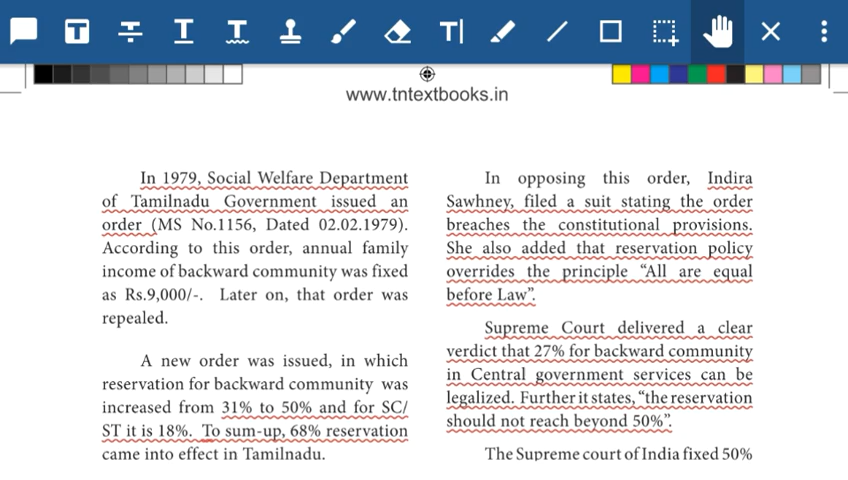 www.tntextbooks.in
In 1979, Social Welfare Department
of Tamilnadu Government issued an
order (MS No.1156, Dated 02.02.1979).
According to this order, annual family
income of backward community was fixed
as Rs.9,000/-. Later on, that order was
repealed.
A new order was issued, in which
reservation for backward community was
increased from 31% to 50% and for SC/
ST it is 18%. To sum-up, 68% reservation
came into effect in Tamilnadu.
In opposing this order, Indira
Sawhney, filed a suit stating the order
breaches the constitutional provisions.
She also added that reservation policy
overrides the principle “All are equal
before Law”.
Supreme Court delivered a clear
verdict that 27% for backward community
in Central government services can be
legalized. Further it states, “the reservation
should not reach beyond 50%”.
The Supreme court of India fixed 50%